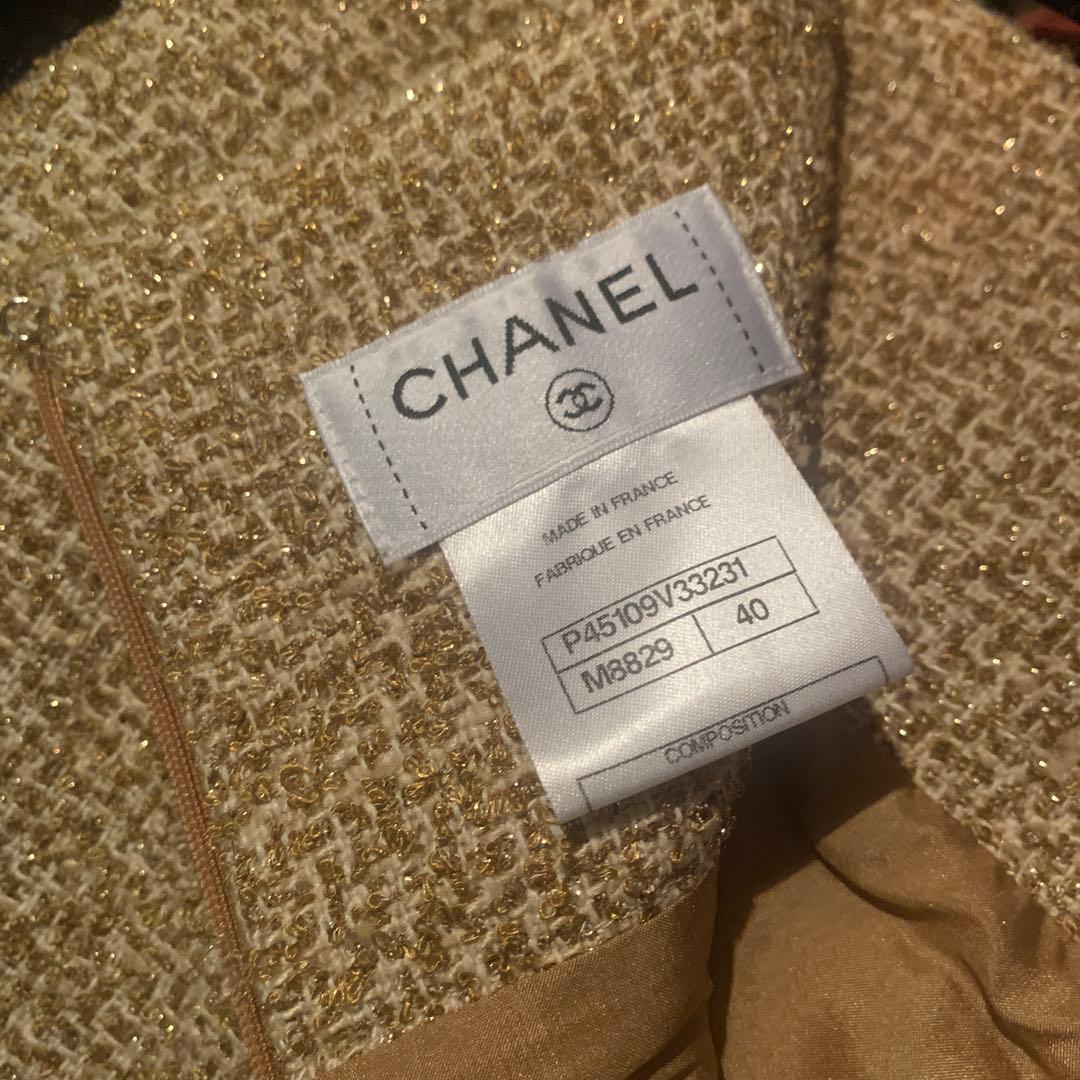 CHANEL
MADE IN FRANCE
FABRIQUE EN FRANCE
P45109V33231
M8829 40
COMPOSITION